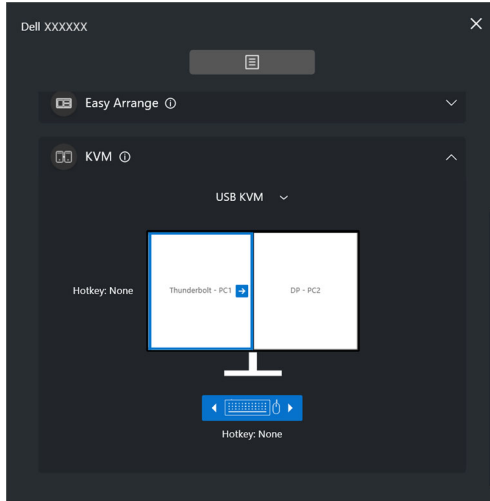 Dell XXXXXX
Easy Arrange
KVM
USB KVM
Hotkey: None
Thunderbolt - PC1
DP - PC2
Hotkey: None